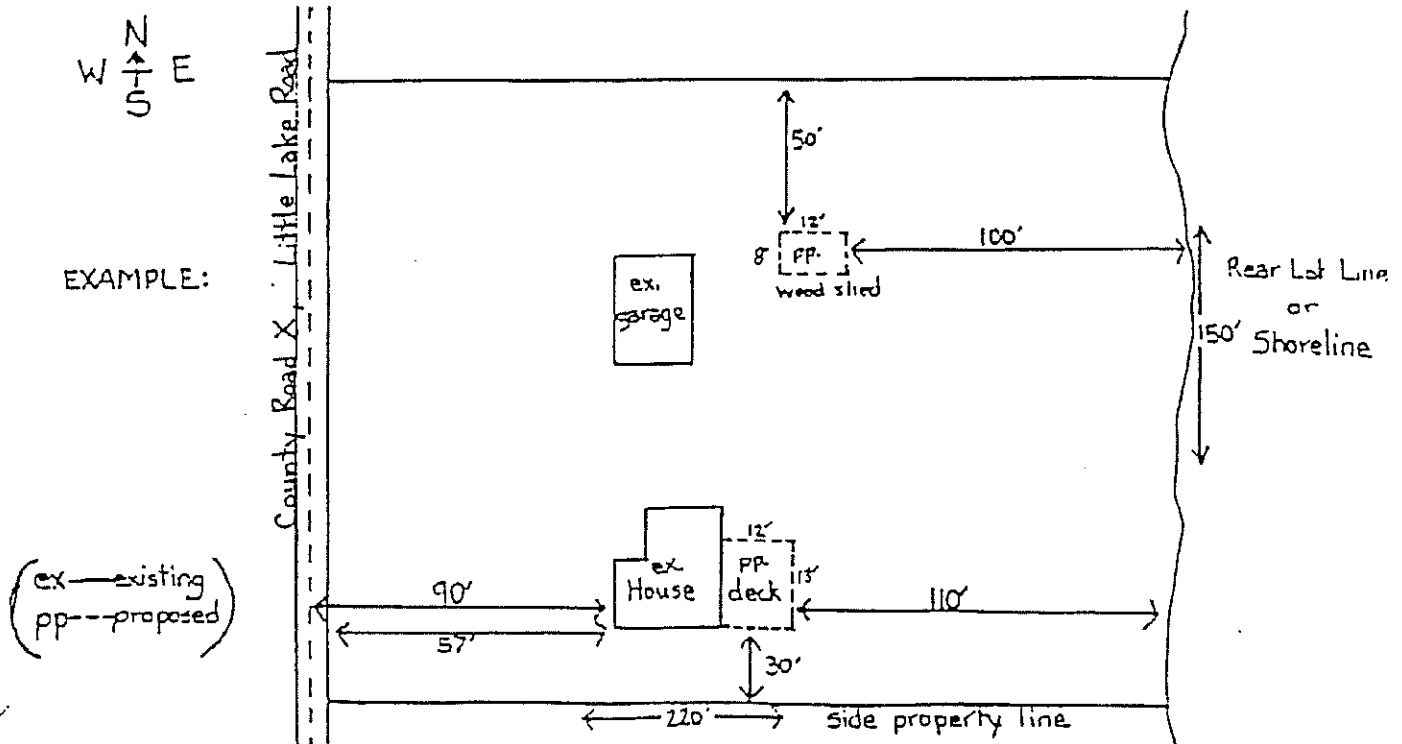 N
W E
S
County Road X, Little Lake Road
50'
12'
8' pp.
wood shed
100'
EXAMPLE:
ex.
garage
Rear Lot Line
or
Shoreline
150'
12'
ex
House
pp
deck
13'
(ex—existing
pp---proposed)
90'
110'
57'
30'
220' side property line